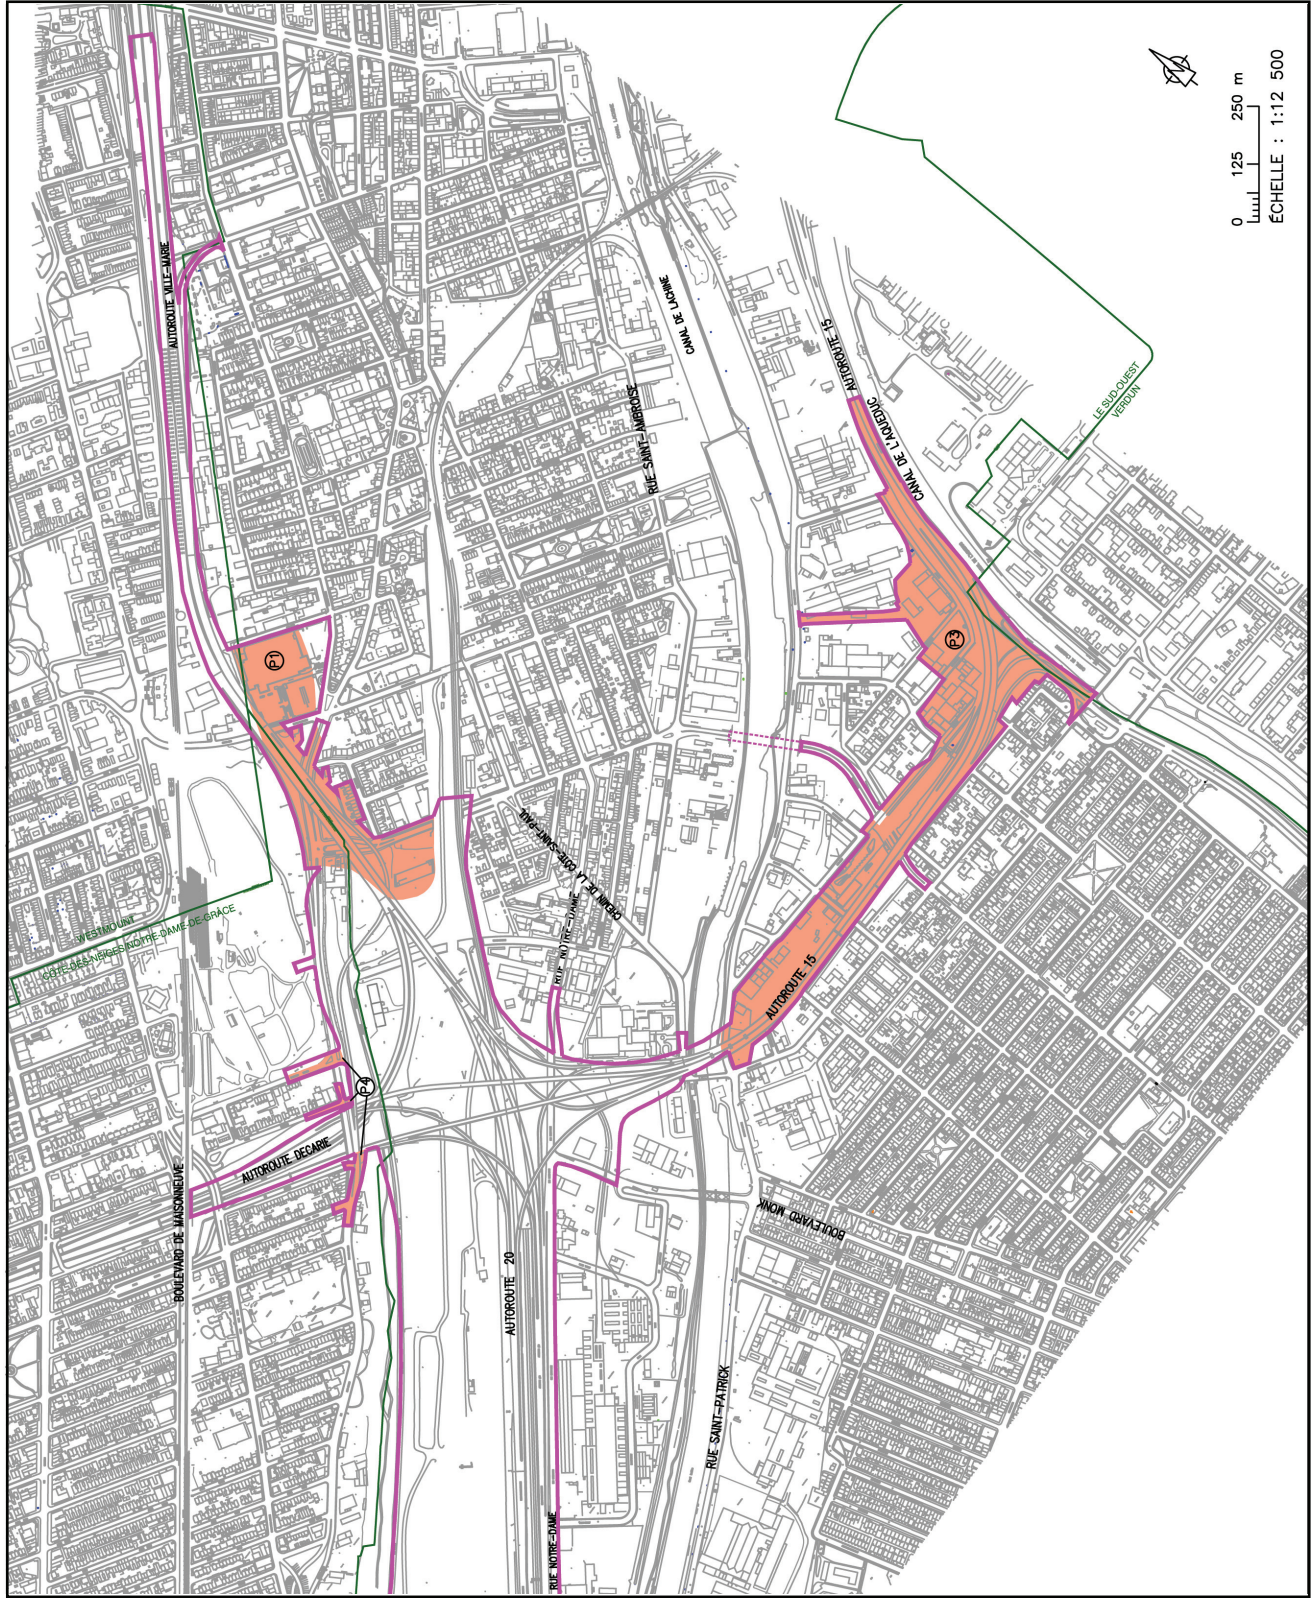 AUTOROUTE VILLE-MARIE
P1
WESTMOUNT
CÔTE-DES-NEIGES/NOTRE-DAME-DE-GRÂCE
BOULEVARD DE MAISONNEUVE
AUTOROUTE DECARIE
P4
AUTOROUTE 20
RUE NOTRE-DAME
RUE NOTRE-DAME
CHEMIN DE LA CÔTE-SAINT-PAUL
RUE SAINT-AMBROISE
CANAL DE LACHINE
RUE SAINT-PATRICK
BOULEVARD MONK
AUTOROUTE 15
AUTOROUTE 15
CANAL DE L'AQUEDUC
P3
LE SUD-OUEST
VERDUN
0 125 250 m
ÉCHELLE : 1:12 500